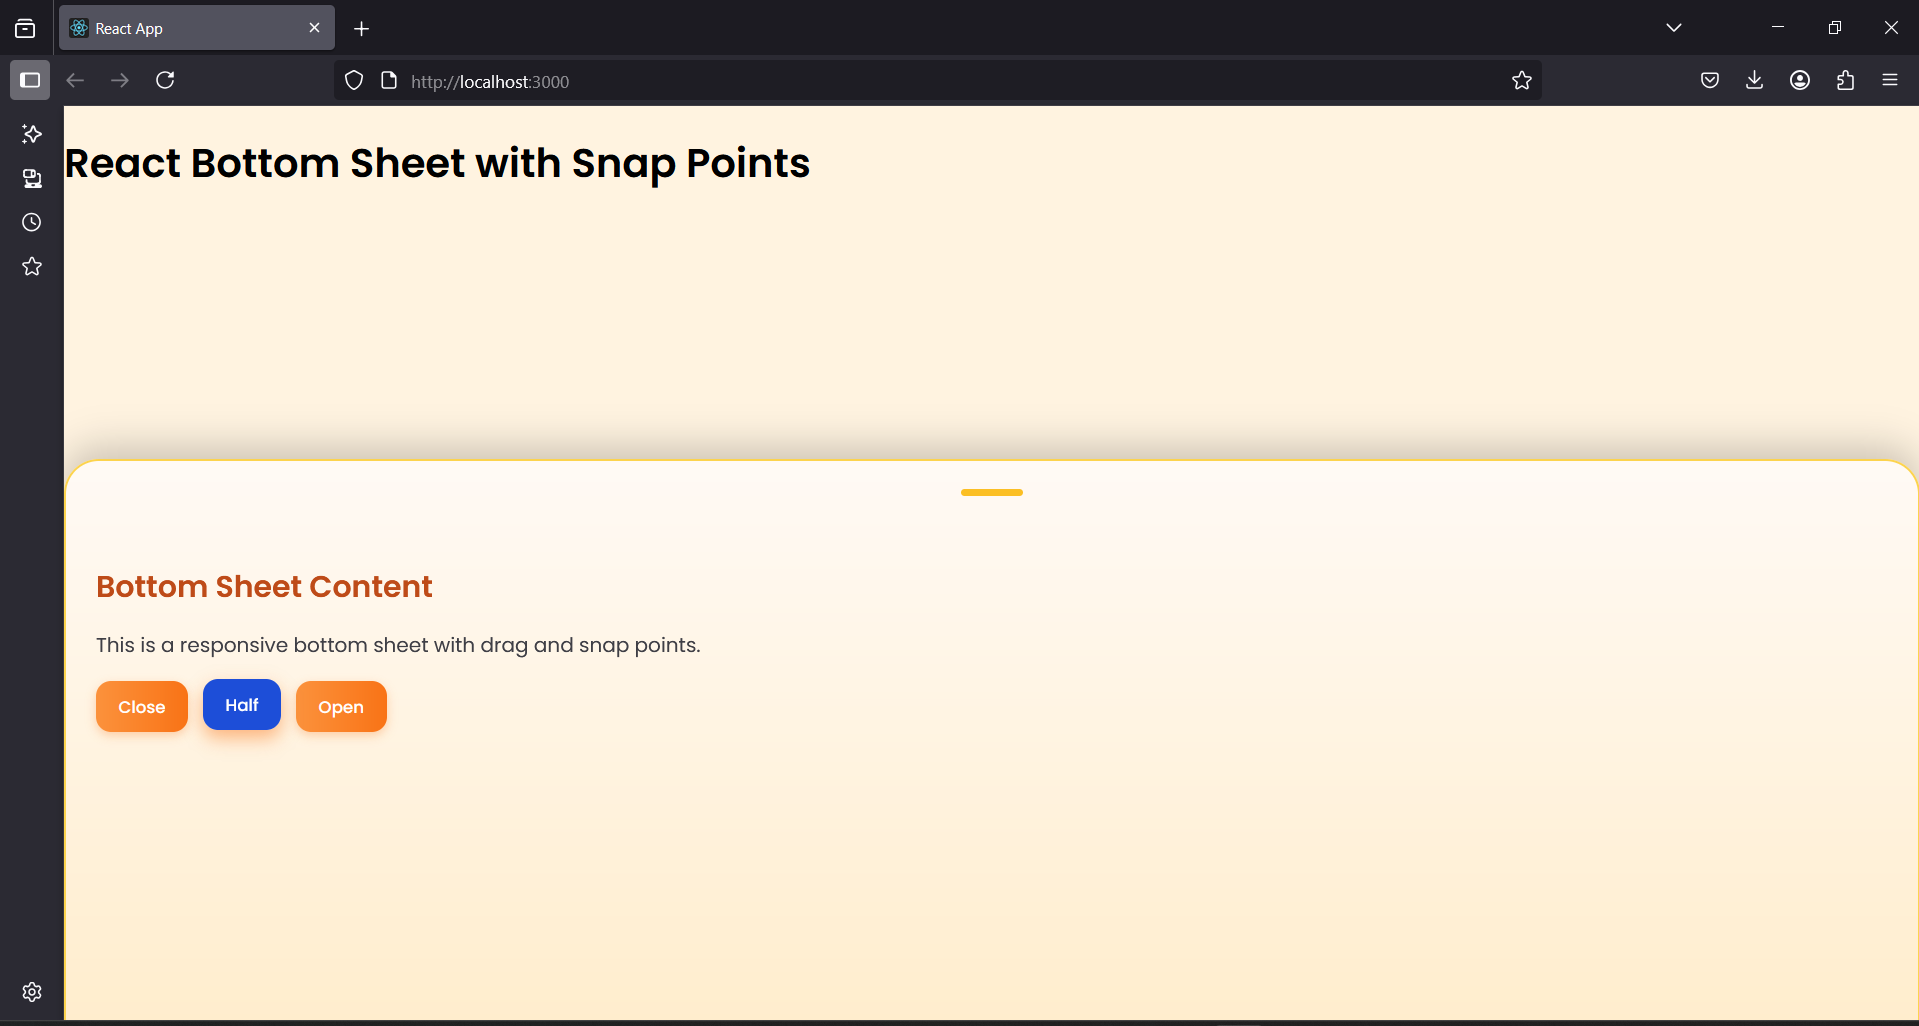 React App
http://localhost:3000
React Bottom Sheet with Snap Points
Bottom Sheet Content
This is a responsive bottom sheet with drag and snap points.
Close Half Open